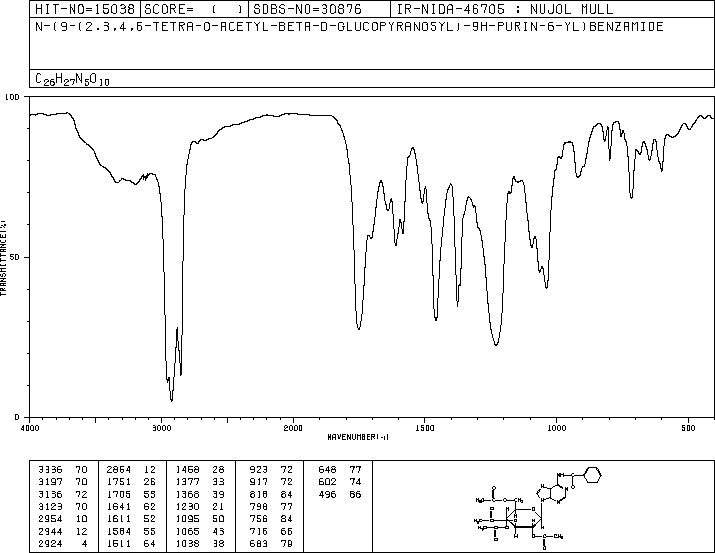 HIT-NO=15038 SCORE= ( ) SDBS-NO=30876 IR-NIDA-46705 : NUJOL MULL
N-(9-(2,3,4,6-TETRA-O-ACETYL-BETA-D-GLUCOPYRANOSYL)-9H-PURIN-6-YL)BENZAMIDE
C26H27N5O10
100
50
0
TRANSMITTANCE(%)
4000 3000 2000 1500 1000 500
WAVENUMBER(-1)
3336 70 2854 12 1458 28 923 72 648 77
3197 70 1751 26 1377 33 917 72 602 74
3136 72 1705 55 1368 39 818 84 496 86
3123 70 1641 62 1230 21 798 77
2954 10 1611 52 1095 50 756 84
2944 12 1584 55 1065 43 716 66
2924 4 1511 64 1038 38 683 79